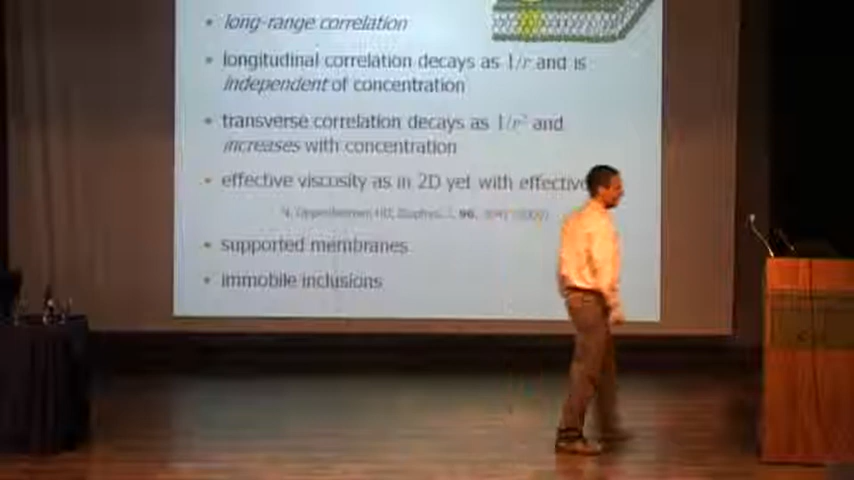 • long-range correlation
• longitudinal correlation decays as 1/r and is
independent of concentration
• transverse correlation decays as 1/r² and
increases with concentration
• effective viscosity as in 2D yet with effective
• supported membranes
• immobile inclusions